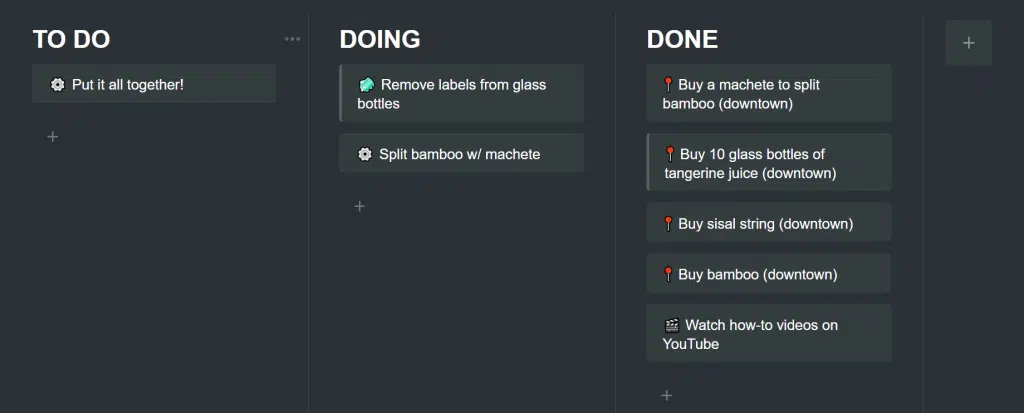 TO DO
Put it all together!
DOING
Remove labels from glass
bottles
Split bamboo w/ machete
DONE
Buy a machete to split
bamboo (downtown)
Buy 10 glass bottles of
tangerine juice (downtown)
Buy sisal string (downtown)
Buy bamboo (downtown)
Watch how-to videos on
YouTube